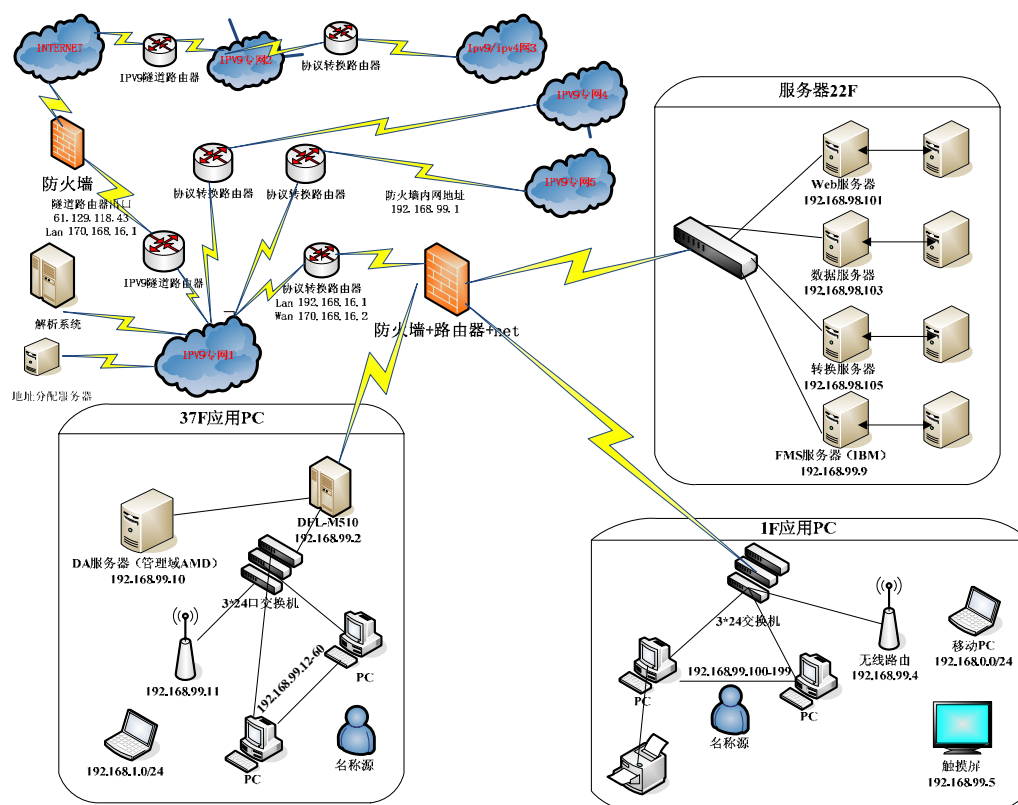 INTERNET
IPV9隧道路由器
IPV9专网2
协议转换路由器
Ipv9/ipv4网3
IPV9专网4
防火墙
隧道路由器出口
61.129.118.43
Lan 170.168.16.1
协议转换路由器
协议转换路由器
防火墙内网地址
192.168.99.1
IPV9专网5
IPV9隧道路由器
协议转换路由器
Lan 192.168.16.1
Wan 170.168.16.2
防火墙+路由器+net
解析系统
IPV9专网1
地址分配服务器
服务器22F
Web服务器
192.168.98.101
数据服务器
192.168.98.103
转换服务器
192.168.98.105
FMS服务器（IBM）
192.168.99.9
37F应用PC
DFL-M510
192.168.99.2
DA服务器（管理域AMD）
192.168.99.10
3*24口交换机
192.168.99.11
192.168.99.12-60
PC
192.168.1.0/24
PC
名称源
1F应用PC
3*24交换机
无线路由
192.168.99.4
移动PC
192.168.0.0/24
192.168.99.100-199
PC
PC
名称源
触摸屏
192.168.99.5